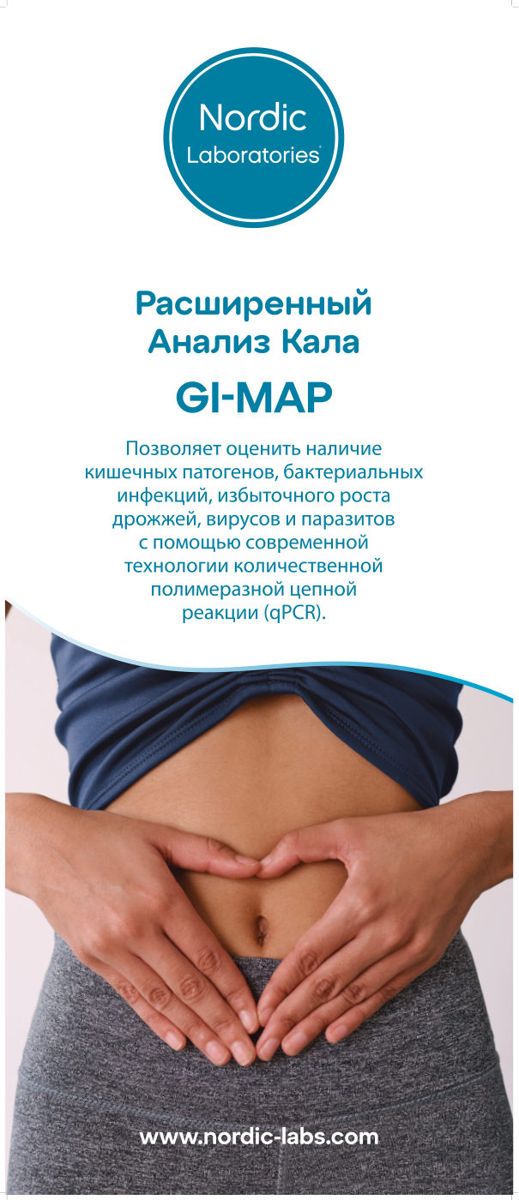 Nordic
Laboratories
Расширенный
Анализ Кала
GI-MAP
Позволяет оценить наличие
кишечных патогенов, бактериальных
инфекций, избыточного роста
дрожжей, вирусов и паразитов
с помощью современной
технологии количественной
полимеразной цепной
реакции (qPCR).
www.nordic-labs.com